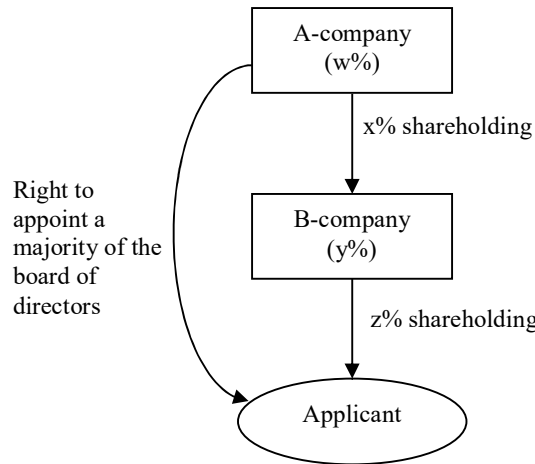 A-company
(w%)
x% shareholding
Right to
appoint a
majority of the
board of
directors
B-company
(y%)
z% shareholding
Applicant